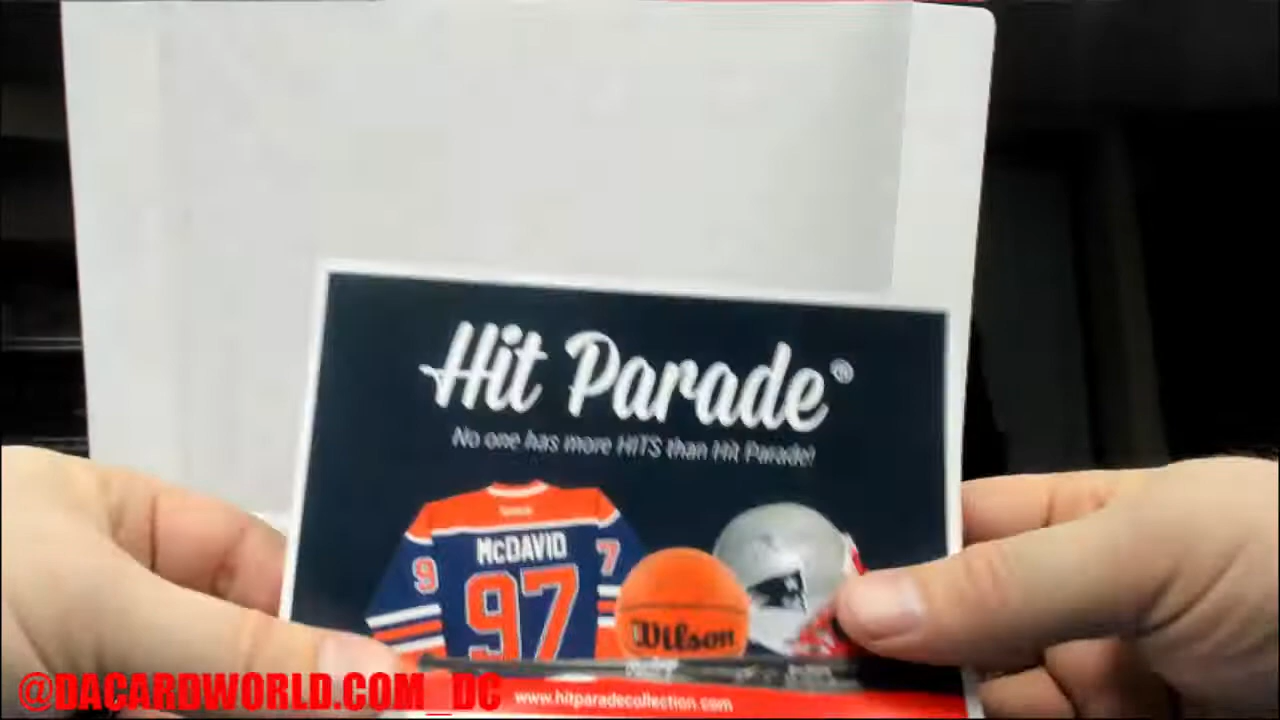 Hit Parade®
No one has more HITS than Hit Parade!
McDAVID
9 97 7
Wilson
www.hitparadecollection.com
@DACARDWORLD.COM_DC